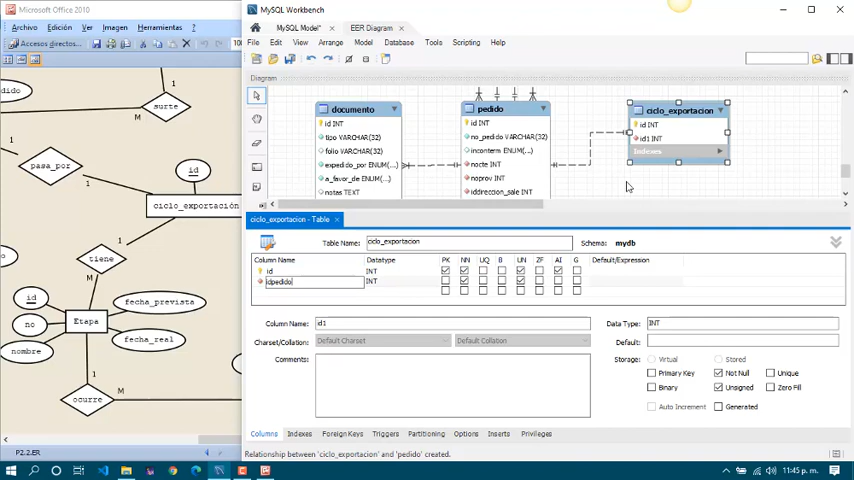 Microsoft Office 2010
Archivo Edición Ver Imagen Herramientas
Accesos directos...
surte
1
M
pasa_por
1
id
ciclo_exportación
1
tiene
M
id
no
nombre
Etapa
fecha_prevista
fecha_real
1
M
ocurre
P2.2.ER
MySQL Workbench
MySQL Model* × EER Diagram ×
File Edit View Arrange Model Database Tools Scripting Help
Diagram
documento
id INT
tipo VARCHAR(32)
folio VARCHAR(32)
expedido_por ENUM(...)
a_favor_de ENUM(...)
notas TEXT
pedido
id INT
no_pedido VARCHAR(32)
inconterm ENUM(...)
nocte INT
noprov INT
iddireccion_sale INT
ciclo_exportacion
id INT
id1 INT
Indexes
ciclo_exportacion - Table ×
Table Name: ciclo_exportacion Schema: mydb
Column Name Datatype PK NN UQ B UN ZF AI G Default/Expression
id INT
idpedido INT
Column Name: id1 Data Type: INT
Charset/Collation: Default Charset Default Collation Default:
Comments: Storage: Virtual Stored
Primary Key Not Null Unique
Binary Unsigned Zero Fill
Auto Increment Generated
Columns Indexes Foreign Keys Triggers Partitioning Options Inserts Privileges
Relationship between 'ciclo_exportacion' and 'pedido' created.
11:45 p. m.